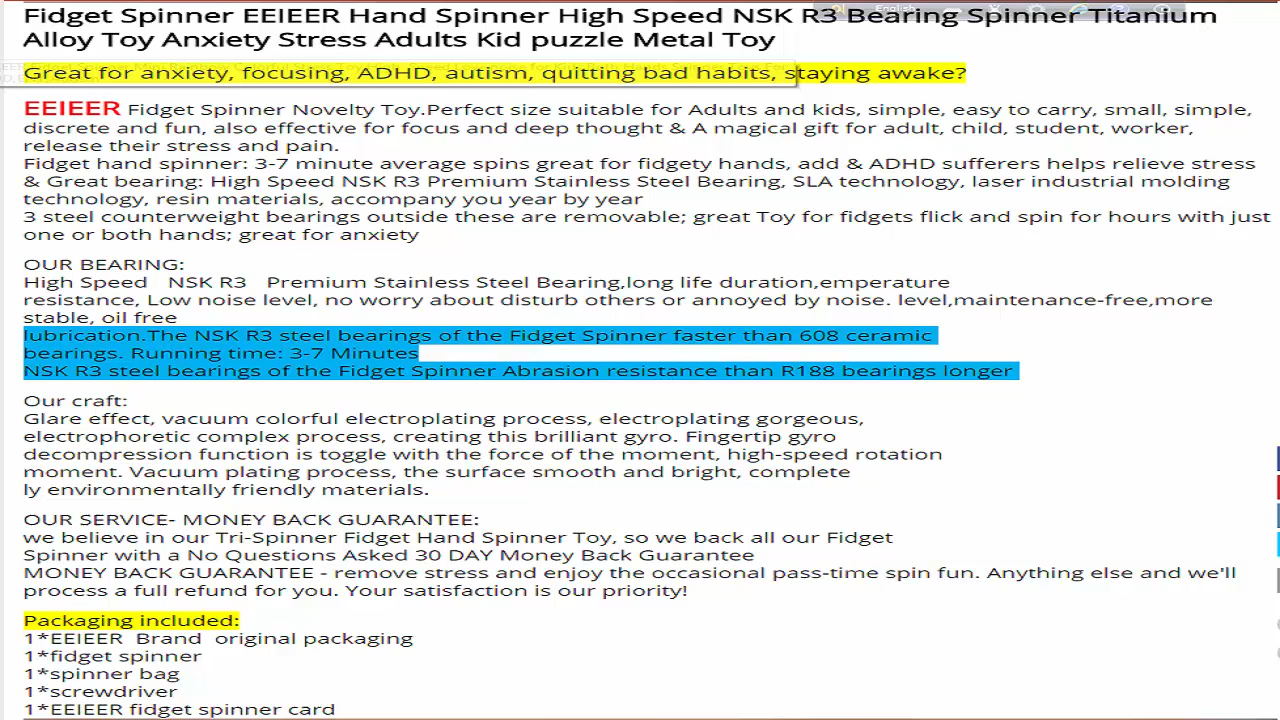 Fidget Spinner EEIEER Hand Spinner High Speed NSK R3 Bearing Spinner Titanium
Alloy Toy Anxiety Stress Adults Kid puzzle Metal Toy
Great for anxiety, focusing, ADHD, autism, quitting bad habits, staying awake?
EEIEER Fidget Spinner Novelty Toy.Perfect size suitable for Adults and kids, simple, easy to carry, small, simple,
discrete and fun, also effective for focus and deep thought & A magical gift for adult, child, student, worker,
release their stress and pain.
Fidget hand spinner: 3-7 minute average spins great for fidgety hands, add & ADHD sufferers helps relieve stress
& Great bearing: High Speed NSK R3 Premium Stainless Steel Bearing, SLA technology, laser industrial molding
technology, resin materials, accompany you year by year
3 steel counterweight bearings outside these are removable; great Toy for fidgets flick and spin for hours with just
one or both hands; great for anxiety
OUR BEARING:
High Speed NSK R3 Premium Stainless Steel Bearing,long life duration,emperature
resistance, Low noise level, no worry about disturb others or annoyed by noise. level,maintenance-free,more
stable, oil free
lubrication.The NSK R3 steel bearings of the Fidget Spinner faster than 608 ceramic
bearings. Running time: 3-7 Minutes
NSK R3 steel bearings of the Fidget Spinner Abrasion resistance than R188 bearings longer
Our craft:
Glare effect, vacuum colorful electroplating process, electroplating gorgeous,
electrophoretic complex process, creating this brilliant gyro. Fingertip gyro
decompression function is toggle with the force of the moment, high-speed rotation
moment. Vacuum plating process, the surface smooth and bright, complete
ly environmentally friendly materials.
OUR SERVICE- MONEY BACK GUARANTEE:
we believe in our Tri-Spinner Fidget Hand Spinner Toy, so we back all our Fidget
Spinner with a No Questions Asked 30 DAY Money Back Guarantee
MONEY BACK GUARANTEE - remove stress and enjoy the occasional pass-time spin fun. Anything else and we'll
process a full refund for you. Your satisfaction is our priority!
Packaging included:
1*EEIEER Brand original packaging
1*fidget spinner
1*spinner bag
1*screwdriver
1*EEIEER fidget spinner card